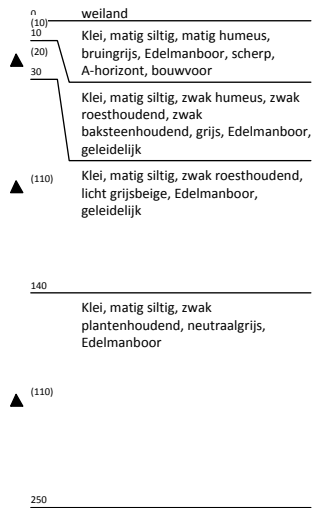 0
weiland
(10)
10
Klei, matig siltig, matig humeus,
bruingrijs, Edelmanboor, scherp,
A-horizont, bouwvoor
(20)
30
Klei, matig siltig, zwak humeus, zwak
roesthoudend, zwak
baksteenhoudend, grijs, Edelmanboor,
geleidelijk
(110)
Klei, matig siltig, zwak roesthoudend,
licht grijsbeige, Edelmanboor,
geleidelijk
140
Klei, matig siltig, zwak
plantenhoudend, neutraalgrijs,
Edelmanboor
(110)
250